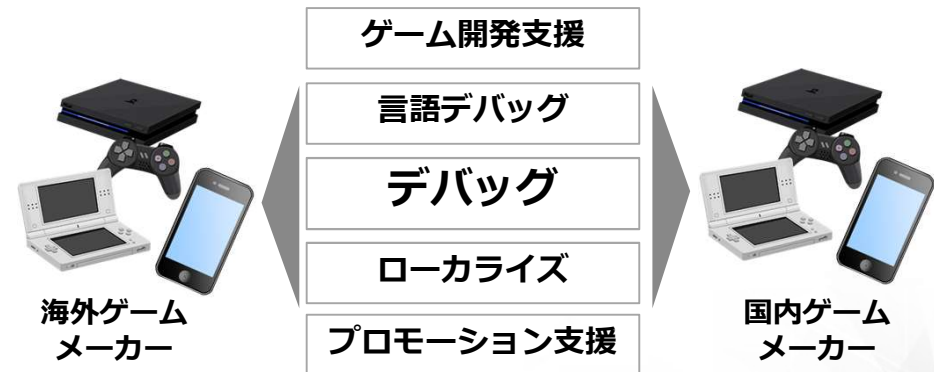 ゲーム開発支援
言語デバッグ
デバッグ
ローカライズ
プロモーション支援
海外ゲーム
メーカー
国内ゲーム
メーカー